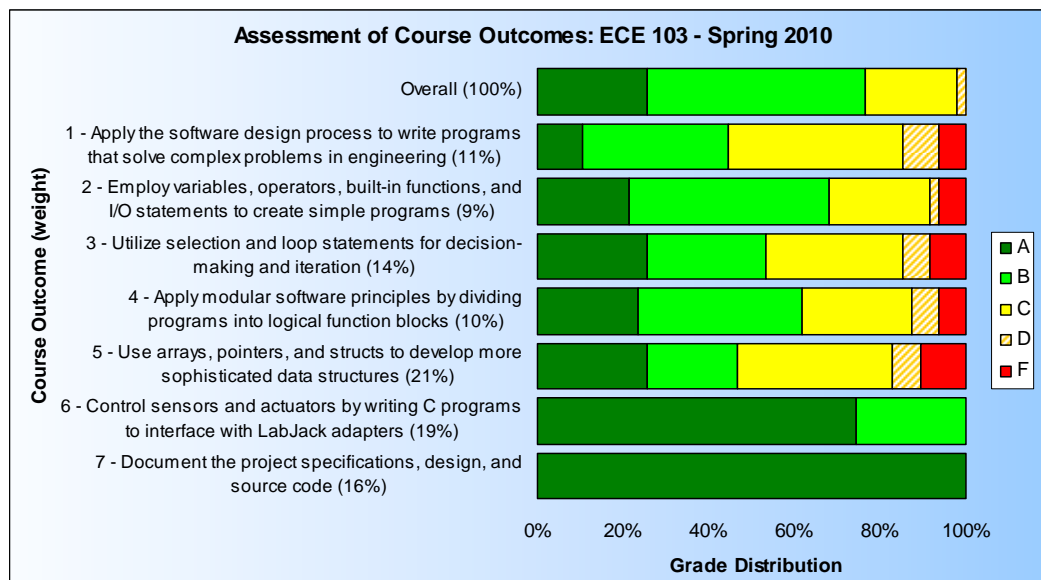 Assessment of Course Outcomes: ECE 103 - Spring 2010
Course Outcome (weight)
Overall (100%)
1 - Apply the software design process to write programs
that solve complex problems in engineering (11%)
2 - Employ variables, operators, built-in functions, and
I/O statements to create simple programs (9%)
3 - Utilize selection and loop statements for decision-
making and iteration (14%)
4 - Apply modular software principles by dividing
programs into logical function blocks (10%)
5 - Use arrays, pointers, and structs to develop more
sophisticated data structures (21%)
6 - Control sensors and actuators by writing C programs
to interface with LabJack adapters (19%)
7 - Document the project specifications, design, and
source code (16%)
0% 20% 40% 60% 80% 100%
Grade Distribution
A
B
C
D
F